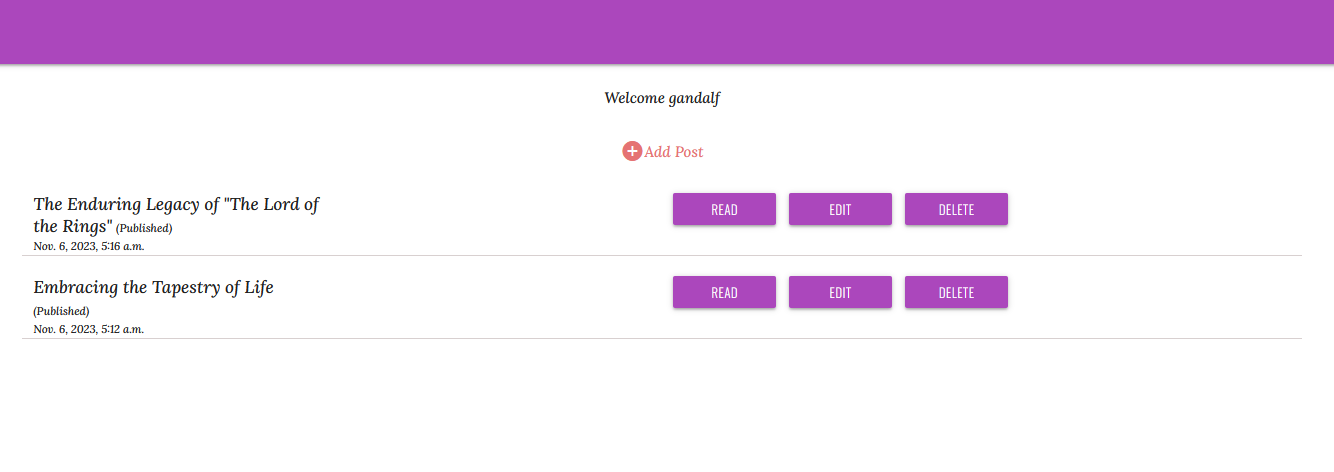 Welcome gandalf
Add Post
The Enduring Legacy of "The Lord of
the Rings" (Published)
Nov. 6, 2023, 5:16 a.m.
READ EDIT DELETE
Embracing the Tapestry of Life
(Published)
Nov. 6, 2023, 5:12 a.m.
READ EDIT DELETE